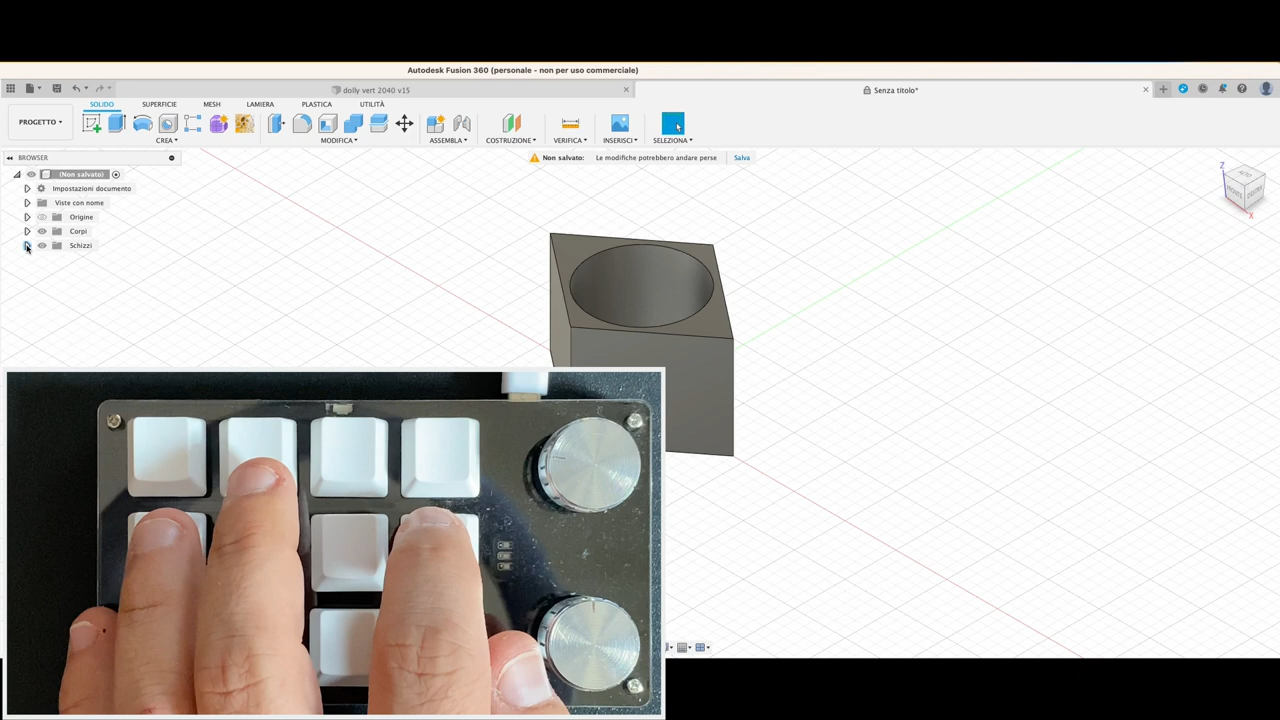 Autodesk Fusion 360 (personale - non per uso commerciale)
dolly vert 2040 v15
Senza titolo*
SOLIDO SUPERFICIE MESH LAMIERA PLASTICA UTILITÀ
PROGETTO
CREA MODIFICA ASSEMBLA COSTRUZIONE VERIFICA INSERISCI SELEZIONA
BROWSER
Non salvato: Le modifiche potrebbero andare perse Salva
(Non salvato)
Impostazioni documento
Viste con nome
Origine
Corpi
Schizzi
Z
X